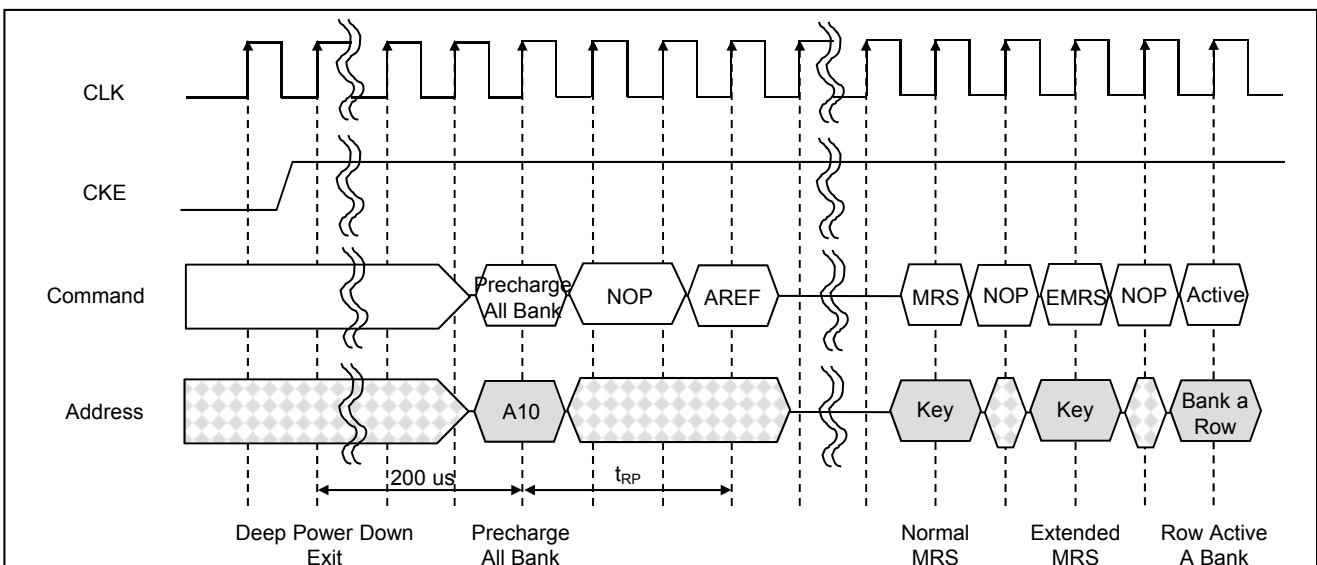 CLK
CKE
Command
Precharge
All Bank
NOP
AREF
MRS
NOP
EMRS
NOP
Active
Address
A10
Key
Key
Bank a
Row
200 us
tRP
Deep Power Down
Exit
Precharge
All Bank
Normal
MRS
Extended
MRS
Row Active
A Bank